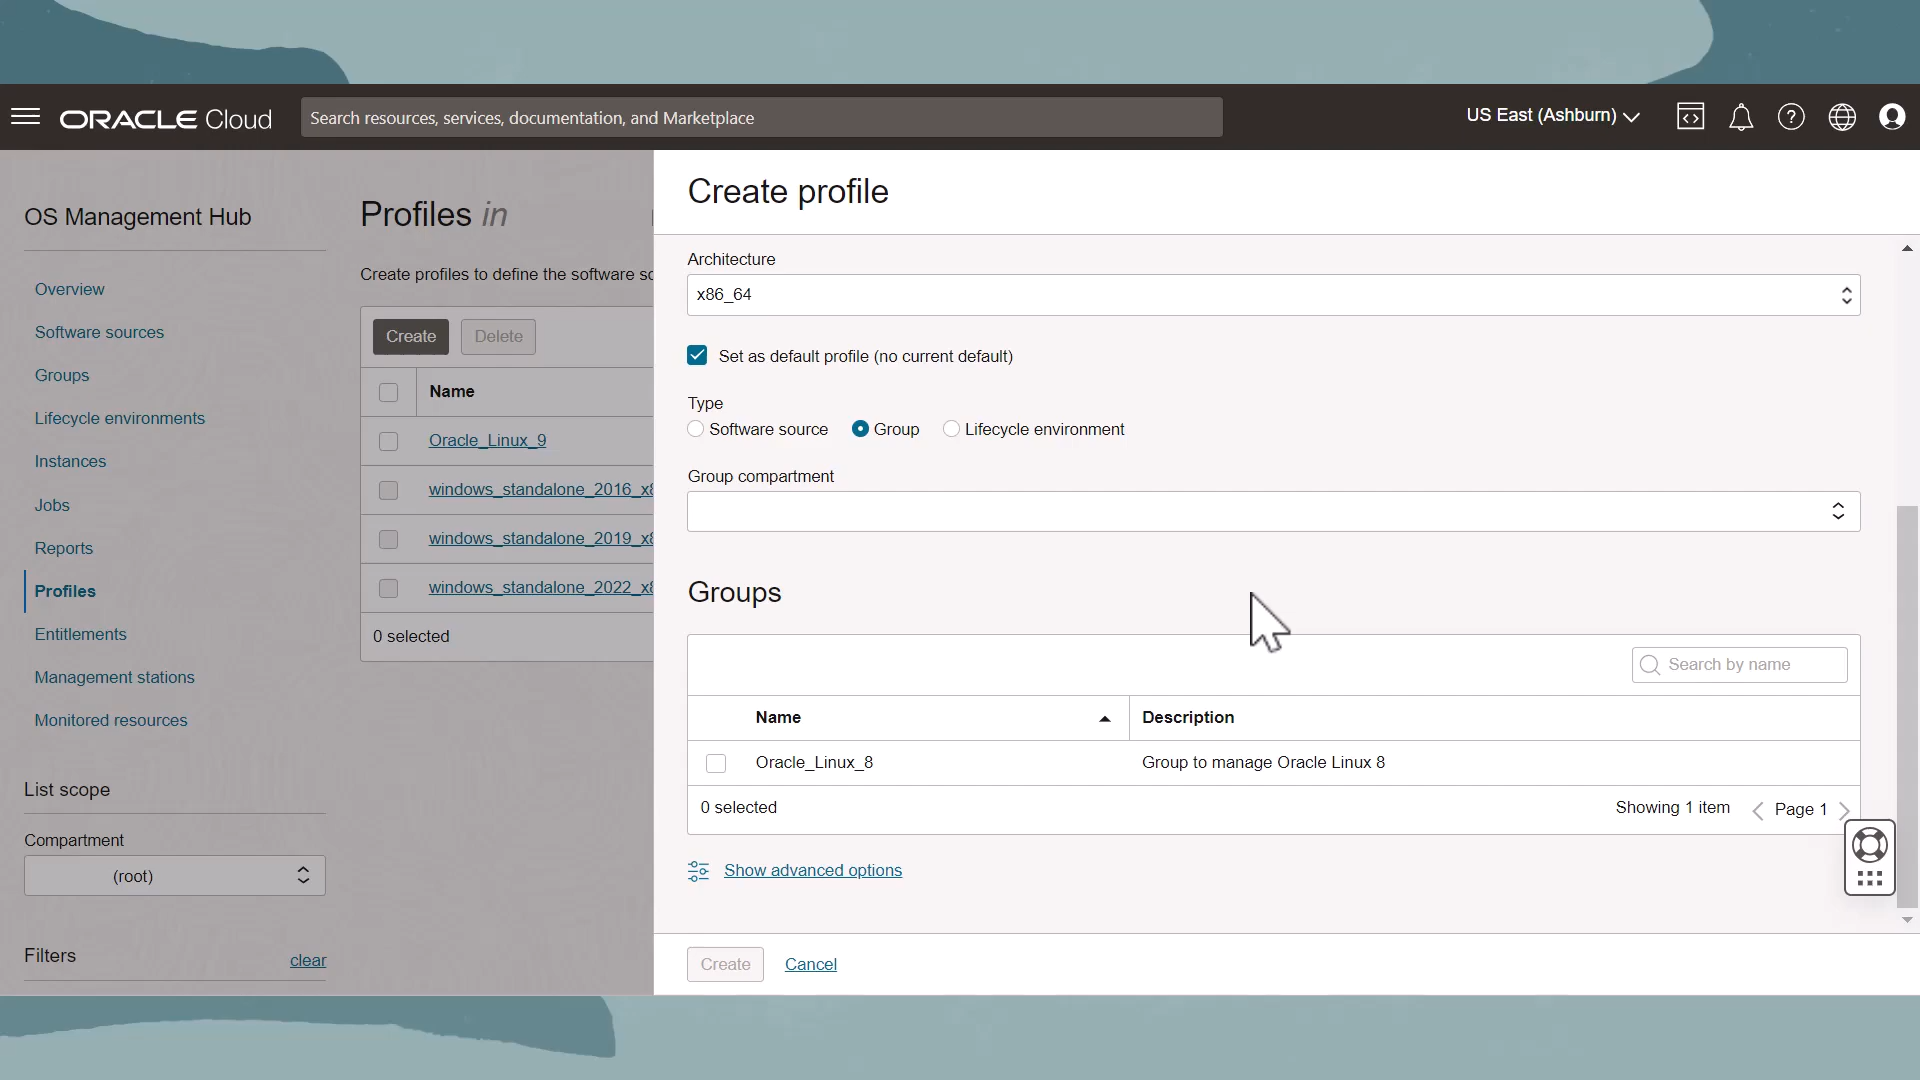 ORACLE Cloud
Search resources, services, documentation, and Marketplace
US East (Ashburn)
OS Management Hub
Overview
Software sources
Groups
Lifecycle environments
Instances
Jobs
Reports
Profiles
Entitlements
Management stations
Monitored resources
List scope
Compartment
(root)
Filters
clear
Profiles in
Create profiles to define the software so
Create
Delete
Name
Oracle_Linux_9
windows_standalone_2016_x8
windows_standalone_2019_x8
windows_standalone_2022_x8
0 selected
Create profile
Architecture
x86_64
Set as default profile (no current default)
Type
Software source
Group
Lifecycle environment
Group compartment
Groups
Search by name
Name
Description
Oracle_Linux_8
Group to manage Oracle Linux 8
0 selected
Showing 1 item
Page 1
Show advanced options
Create
Cancel